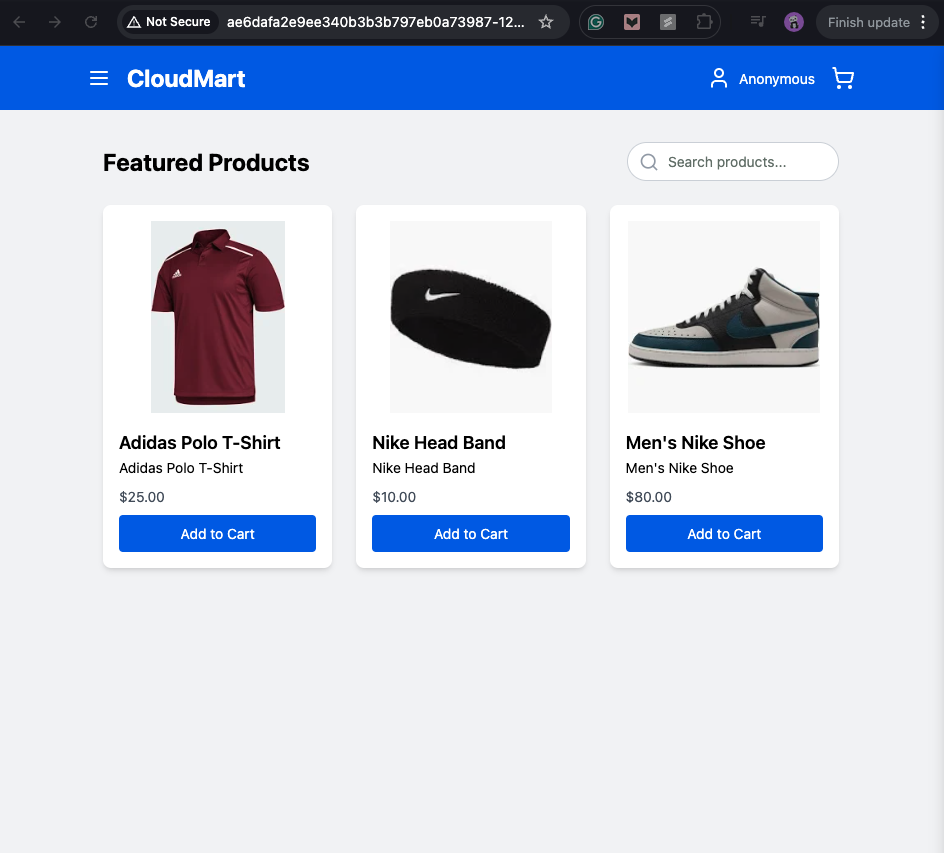 Not Secure ae6dafa2e9ee340b3b3b797eb0a73987-12... Finish update
CloudMart Anonymous
Featured Products Search products...
Adidas Polo T-Shirt Nike Head Band Men's Nike Shoe
Adidas Polo T-Shirt Nike Head Band Men's Nike Shoe
$25.00 $10.00 $80.00
Add to Cart Add to Cart Add to Cart